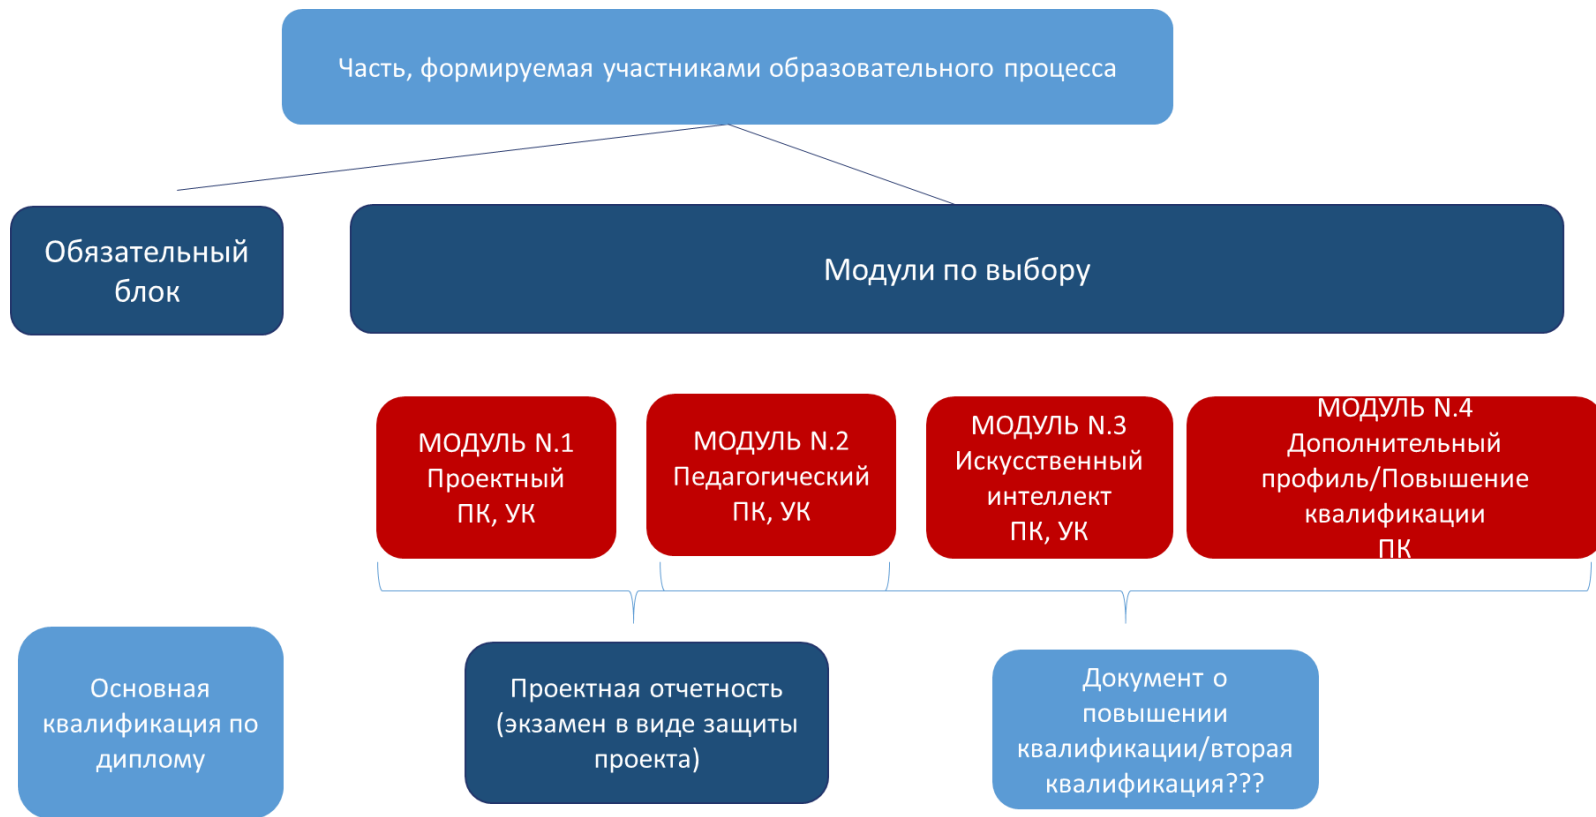 Часть, формируемая участниками образовательного процесса
Обязательный
блок
Модули по выбору
МОДУЛЬ N.1
Проектный
ПК, УК
МОДУЛЬ N.2
Педагогический
ПК, УК
МОДУЛЬ N.3
Искусственный
интеллект
ПК, УК
МОДУЛЬ N.4
Дополнительный
профиль/Повышение
квалификации
ПК
Основная
квалификация по
диплому
Проектная отчетность
(экзамен в виде защиты
проекта)
Документ о
повышении
квалификации/вторая
квалификация???